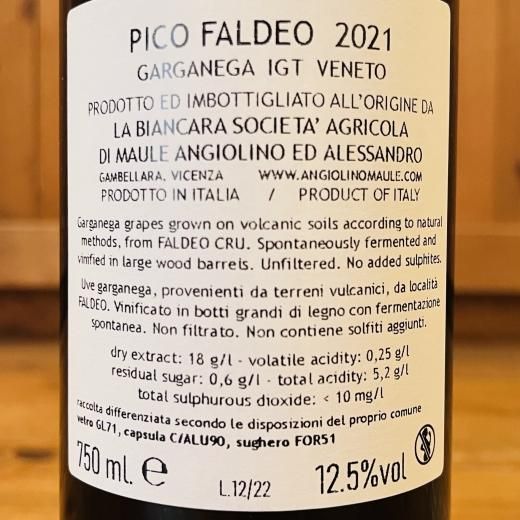 PICO FALDEO 2021
GARGANEGA IGT VENETO
PRODOTTO ED IMBOTTIGLIATO ALL'ORIGINE DA
LA BIANCARA SOCIETA' AGRICOLA
DI MAULE ANGIOLINO ED ALESSANDRO
GAMBELLARA, VICENZA WWW.ANGIOLINOMAULE.COM
PRODOTTO IN ITALIA / PRODUCT OF ITALY
Garganega grapes grown on volcanic soils according to natural
methods, from FALDEO CRU. Spontaneously fermented and
vinified in large wood barrels. Unfiltered. No added sulphites.
Uve garganega, provenienti da terreni vulcanici, da località
FALDEO. Vinificato in botti grandi di legno con fermentazione
spontanea. Non filtrato. Non contiene solfiti aggiunti.
dry extract: 18 g/l - volatile acidity: 0,25 g/l
residual sugar: 0,6 g/l - total acidity: 5,2 g/l
total sulphurous dioxide: < 10 mg/l
raccolta differenziata secondo le disposizioni del proprio comune
vetro GL71, capsula C/ALU90, sughero FOR51
750 ml. e L.12/22 12.5%vol